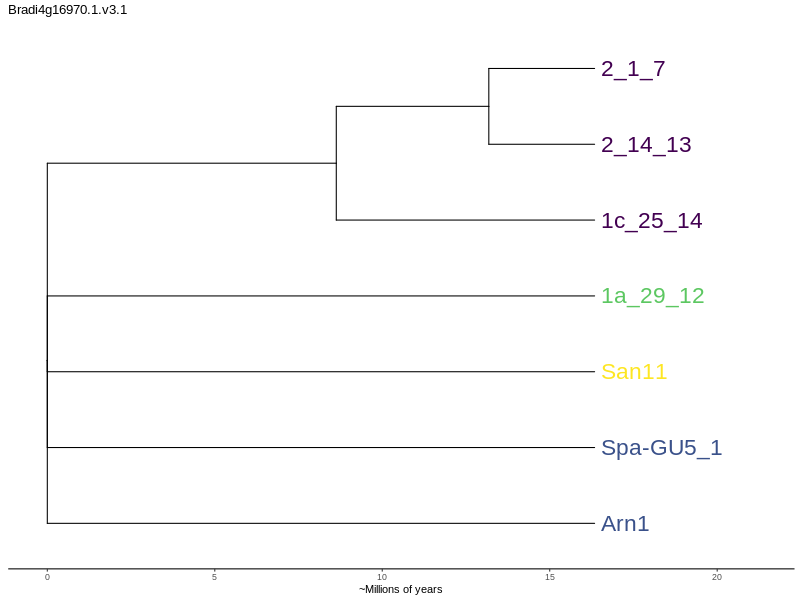 Bradi4g16970.1.v3.1
2_1_7
2_14_13
1c_25_14
1a_29_12
San11
Spa-GU5_1
Arn1
0 5 10 15 20
~Millions of years